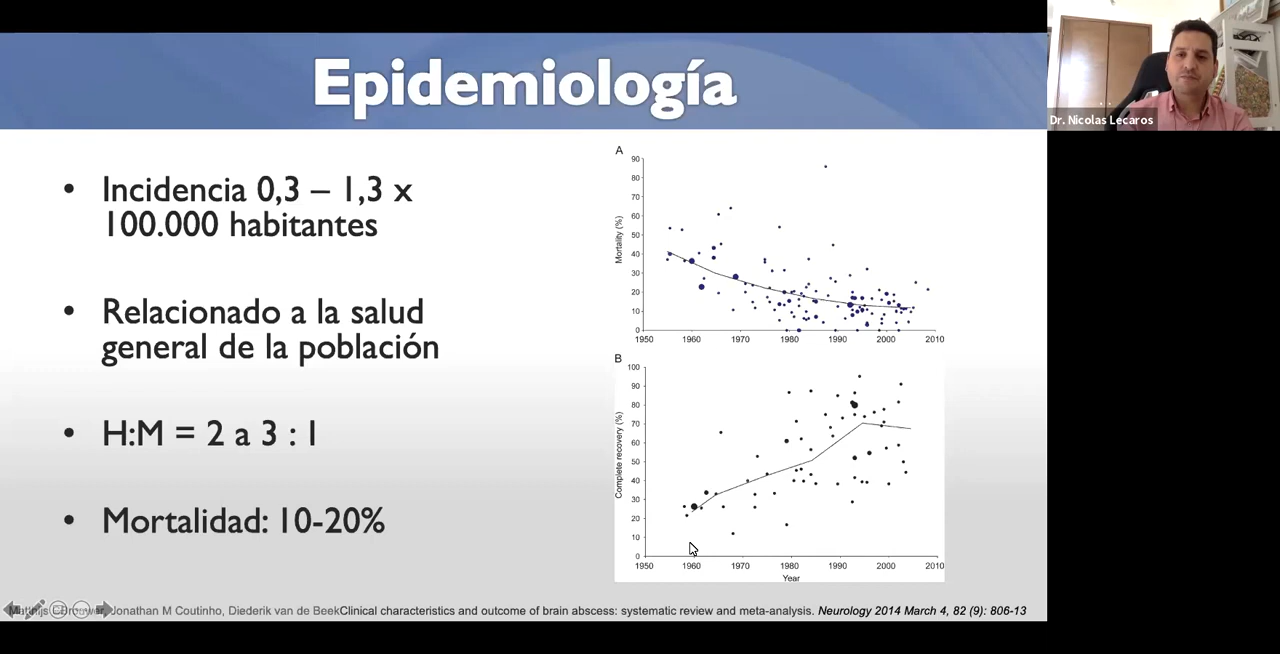 Epidemiología
Dr. Nicolas Lecaros
• Incidencia 0,3 – 1,3 x
100.000 habitantes
• Relacionado a la salud
general de la población
• H:M = 2 a 3 : 1
• Mortalidad: 10-20%
A
Mortality (%)
90
80
70
60
50
40
30
20
10
0
1950 1960 1970 1980 1990 2000 2010
B
Complete recovery (%)
100
90
80
70
60
50
40
30
20
10
0
1950 1960 1970 1980 1990 2000 2010
Year
Jonathan M Coutinho, Diederik van de BeekClinical characteristics and outcome of brain abscess: systematic review and meta-analysis. Neurology 2014 March 4, 82 (9): 806-13